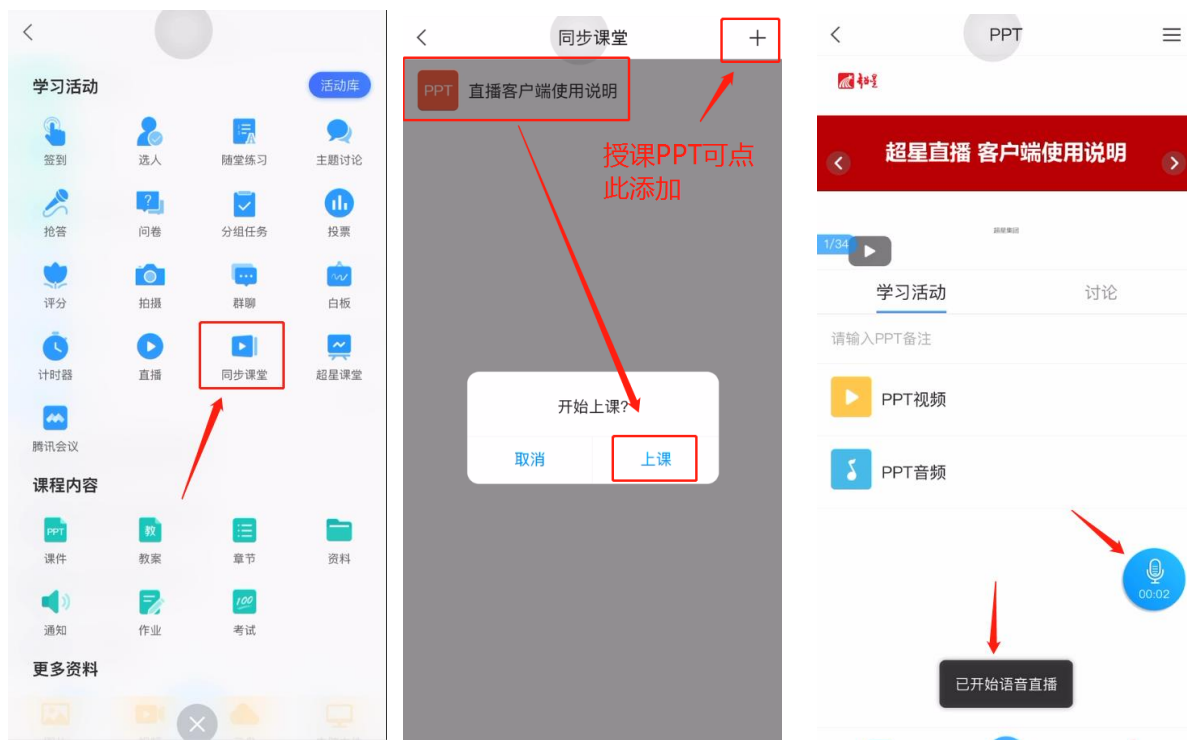 学习活动
活动库
签到
选人
随堂练习
主题讨论
抢答
问卷
分组任务
投票
评分
拍摄
群聊
白板
计时器
直播
同步课堂
超星课堂
腾讯会议
课程内容
PPT
教
课件
教案
章节
资料
100
通知
作业
考试
更多资料
同步课堂
PPT
直播客户端使用说明
授课PPT可点
此添加
开始上课?
取消
上课
PPT
超星直播 客户端使用说明
超星集团
1/34
学习活动
讨论
请输入PPT备注
PPT视频
PPT音频
00:02
已开始语音直播